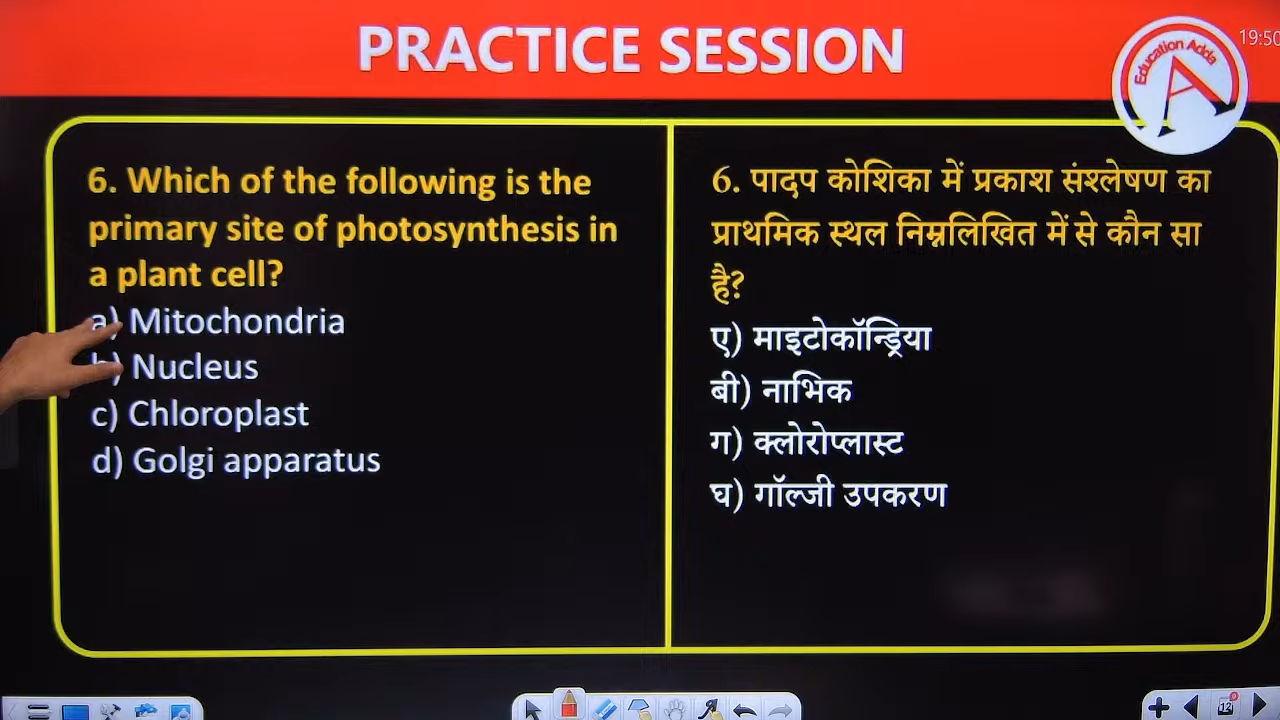 PRACTICE SESSION
Education Adda
A
19:50
6. Which of the following is the
primary site of photosynthesis in
a plant cell?
a) Mitochondria
b) Nucleus
c) Chloroplast
d) Golgi apparatus
6. पादप कोशिका में प्रकाश संश्लेषण का
प्राथमिक स्थल निम्नलिखित में से कौन सा
है?
ए) माइटोकॉन्ड्रिया
बी) नाभिक
ग) क्लोरोप्लास्ट
घ) गॉल्जी उपकरण
12